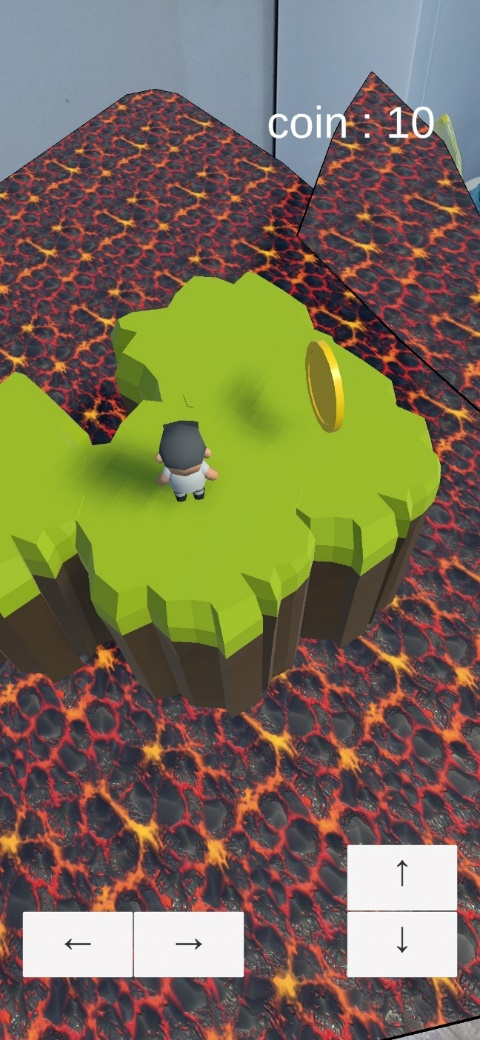 coin : 10
↑
← → ↓